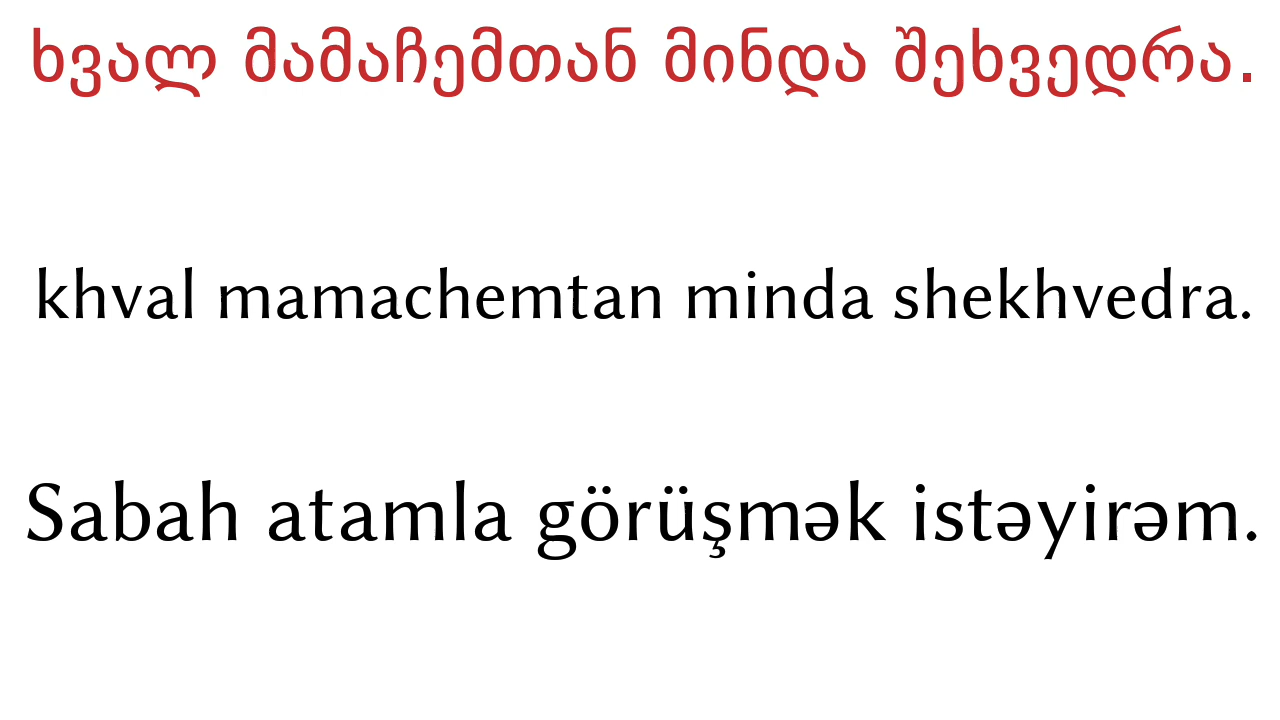 ხვალ მამაჩემთან მინდა შეხვედრა.
khval mamachemtan minda shekhvedra.
Sabah atamla görüşmək istəyirəm.